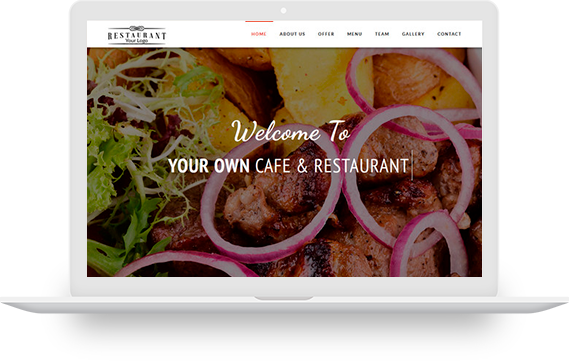 RESTAURANT
Your Logo
HOME ABOUT US OFFER MENU TEAM GALLERY CONTACT
Welcome To
YOUR OWN CAFE & RESTAURANT